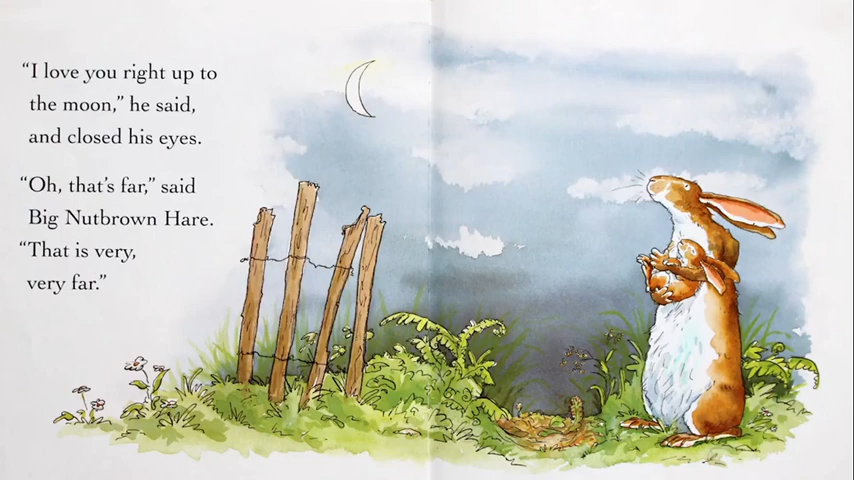 “I love you right up to
the moon,” he said,
and closed his eyes.
“Oh, that’s far,” said
Big Nutbrown Hare.
“That is very,
very far.”